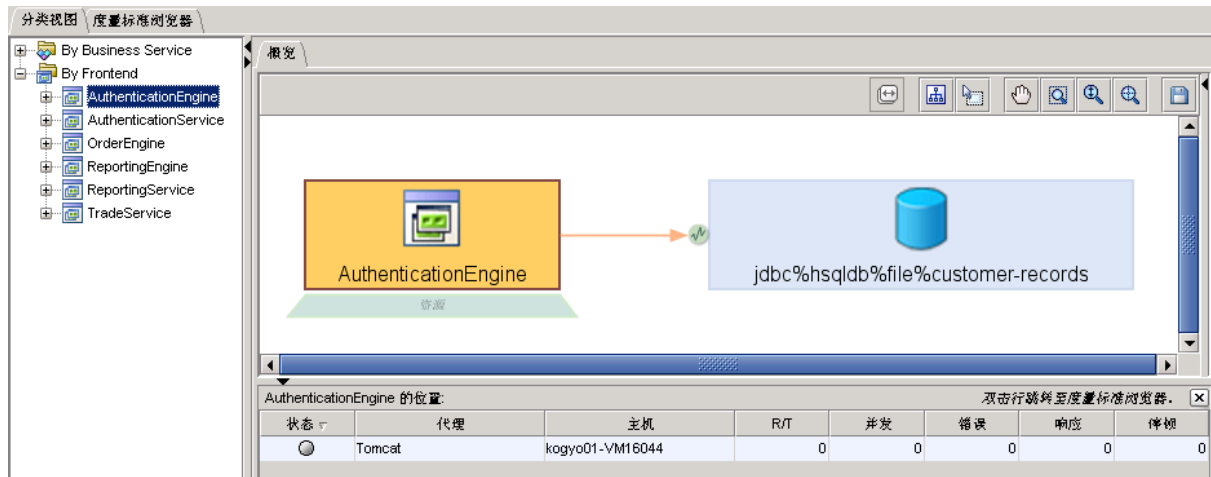 分类视图 度量标准浏览器
By Business Service
By Frontend
AuthenticationEngine
AuthenticationService
OrderEngine
ReportingEngine
ReportingService
TradeService
概览
AuthenticationEngine
资源
jdbc%hsqldb%file%customer-records
AuthenticationEngine 的位置: 双击行跳转至度量标准浏览器.
状态 代理 主机 R/T 并发 错误 响应 停顿
Tomcat kogyo01-VM16044 0 0 0 0 0